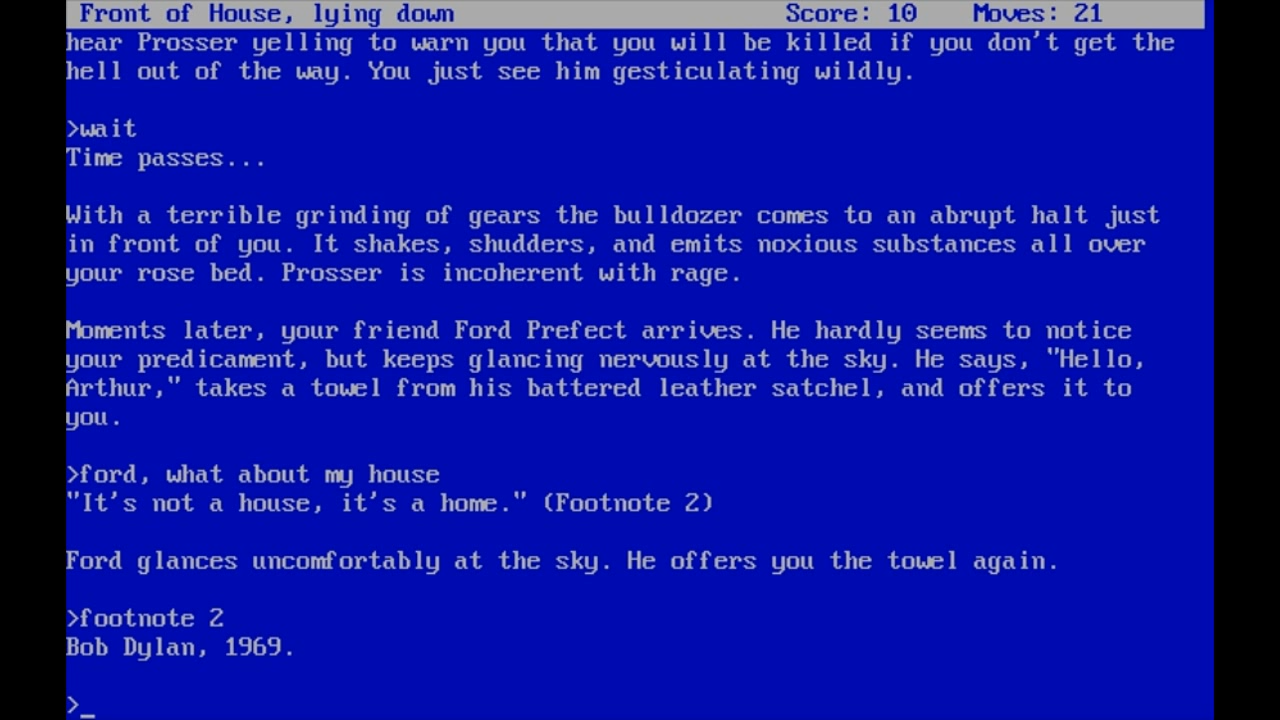 Front of House, lying down Score: 10 Moves: 21
hear Prosser yelling to warn you that you will be killed if you don't get the
hell out of the way. You just see him gesticulating wildly.
>wait
Time passes...
With a terrible grinding of gears the bulldozer comes to an abrupt halt just
in front of you. It shakes, shudders, and emits noxious substances all over
your rose bed. Prosser is incoherent with rage.
Moments later, your friend Ford Prefect arrives. He hardly seems to notice
your predicament, but keeps glancing nervously at the sky. He says, "Hello,
Arthur," takes a towel from his battered leather satchel, and offers it to
you.
>ford, what about my house
"It's not a house, it's a home." (Footnote 2)
Ford glances uncomfortably at the sky. He offers you the towel again.
>footnote 2
Bob Dylan, 1969.
>_